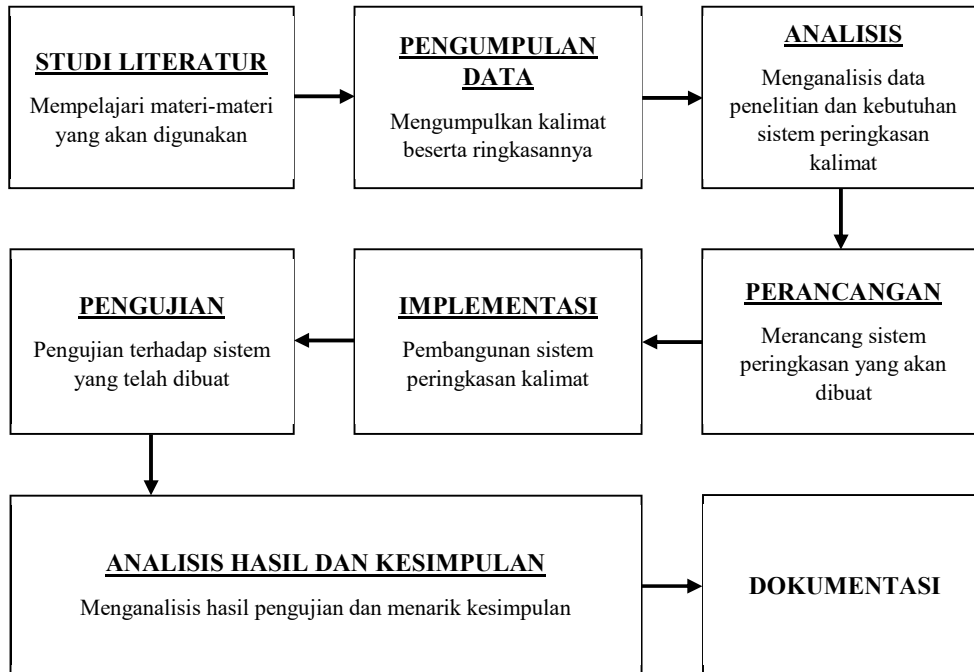 STUDI LITERATUR
Mempelajari materi-materi
yang akan digunakan
PENGUMPULAN
DATA
Mengumpulkan kalimat
beserta ringkasannya
ANALISIS
Menganalisis data
penelitian dan kebutuhan
sistem peringkasan
kalimat
PERANCANGAN
Merancang sistem
peringkasan yang akan
dibuat
IMPLEMENTASI
Pembangunan sistem
peringkasan kalimat
PENGUJIAN
Pengujian terhadap sistem
yang telah dibuat
ANALISIS HASIL DAN KESIMPULAN
Menganalisis hasil pengujian dan menarik kesimpulan
DOKUMENTASI